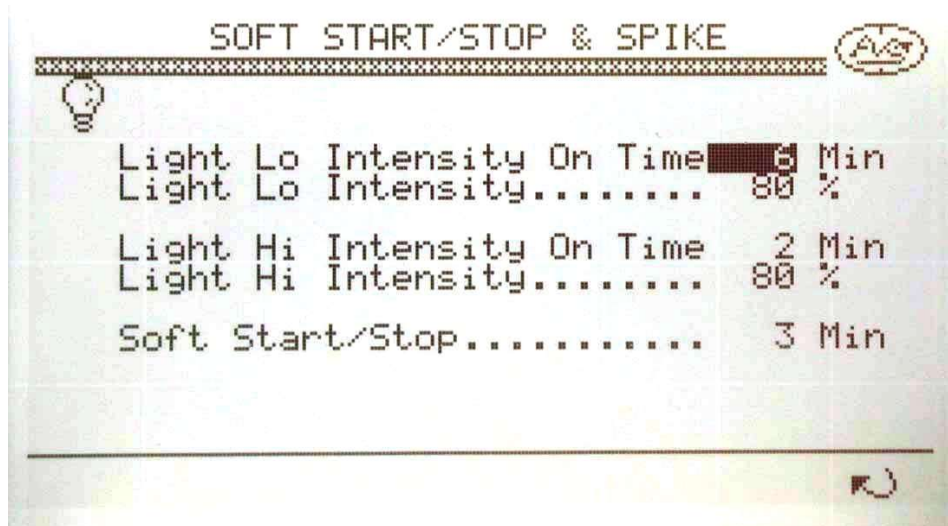 SOFT START/STOP & SPIKE
Light Lo Intensity On Time 6 Min
Light Lo Intensity........ 80 %
Light Hi Intensity On Time 2 Min
Light Hi Intensity........ 80 %
Soft Start/Stop........... 3 Min